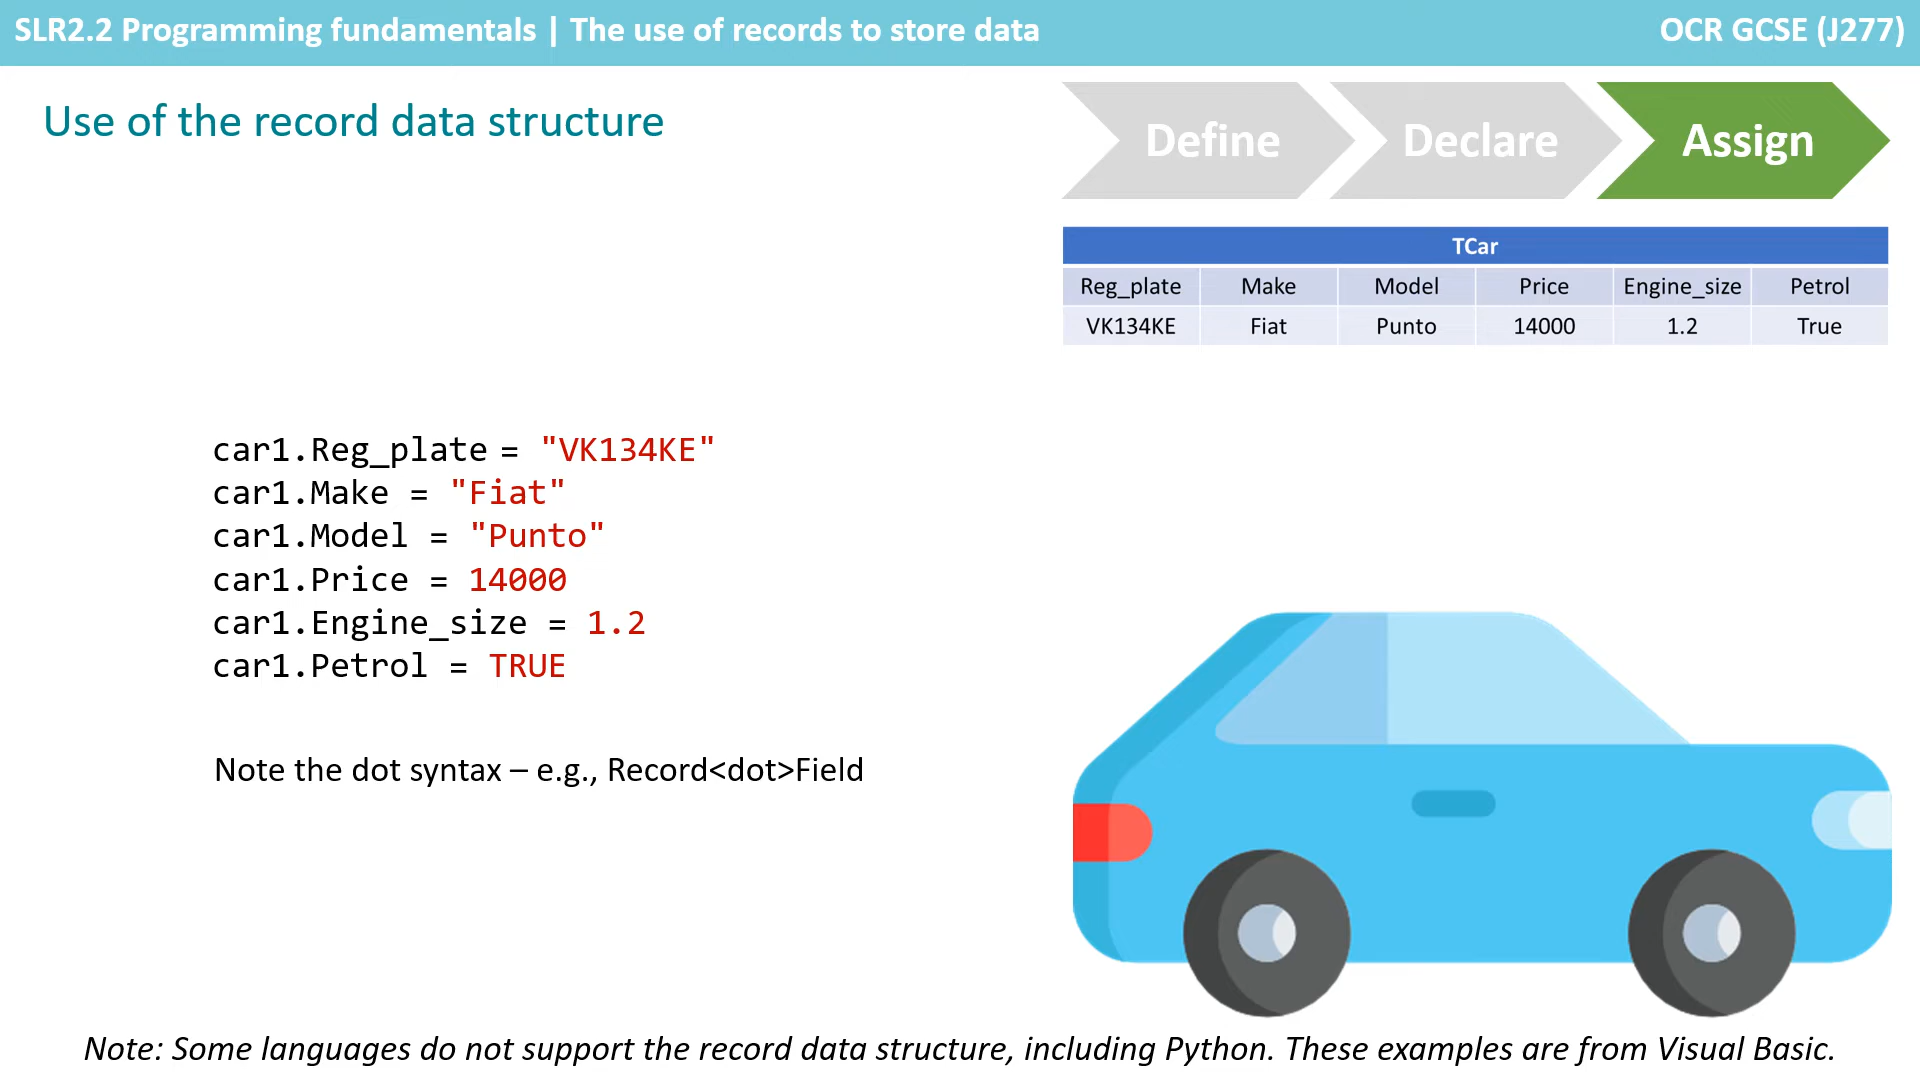 SLR2.2 Programming fundamentals | The use of records to store data
OCR GCSE (J277)
Use of the record data structure
Define
Declare
Assign
TCar
Reg_plate Make Model Price Engine_size Petrol
VK134KE Fiat Punto 14000 1.2 True
car1.Reg_plate = "VK134KE"
car1.Make = "Fiat"
car1.Model = "Punto"
car1.Price = 14000
car1.Engine_size = 1.2
car1.Petrol = TRUE
Note the dot syntax – e.g., Record<dot>Field
Note: Some languages do not support the record data structure, including Python. These examples are from Visual Basic.